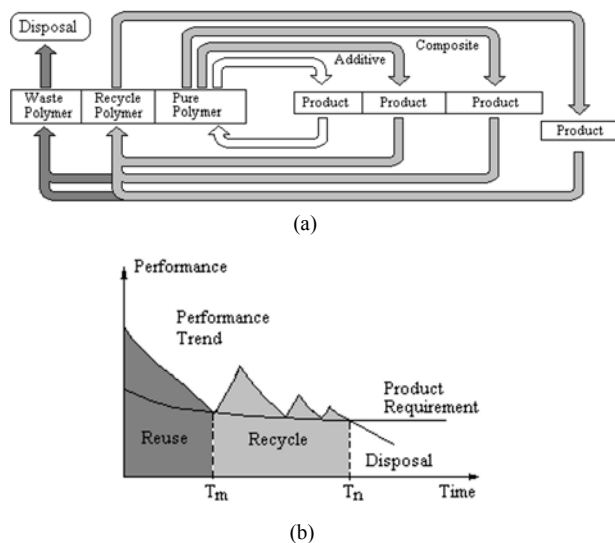 Disposal
Composite
Additive
Waste
Polymer
Recycle
Polymer
Pure
Polymer
Product
Product
Product
Product
(a)
Performance
Performance
Trend
Product
Requirement
Reuse
Recycle
Disposal
Tm
Tn
Time
(b)